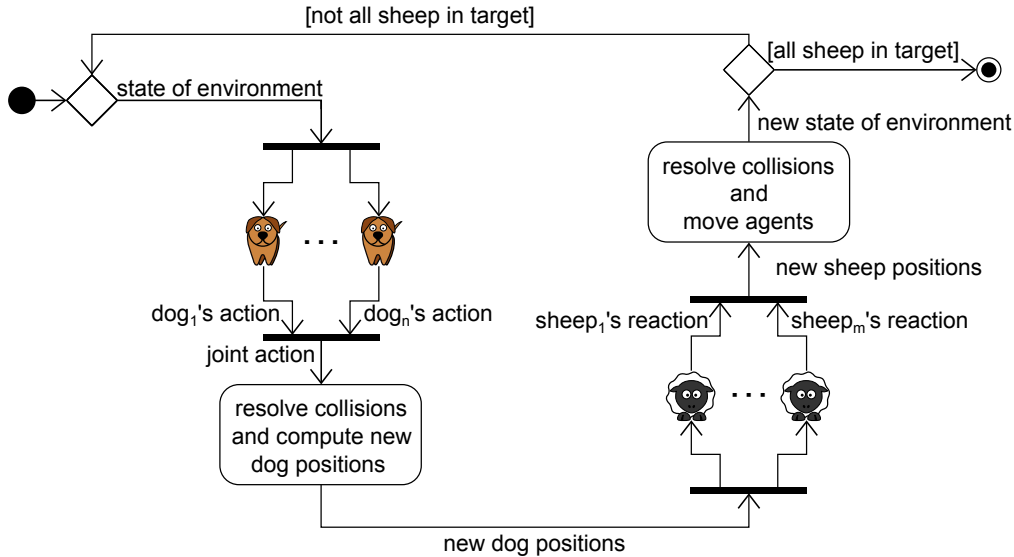 [not all sheep in target]
[all sheep in target]
state of environment
new state of environment
resolve collisions
and
move agents
. . .
new sheep positions
dog₁'s action
dogₙ's action
sheep₁'s reaction
sheepₘ's reaction
joint action
. . .
resolve collisions
and compute new
dog positions
new dog positions